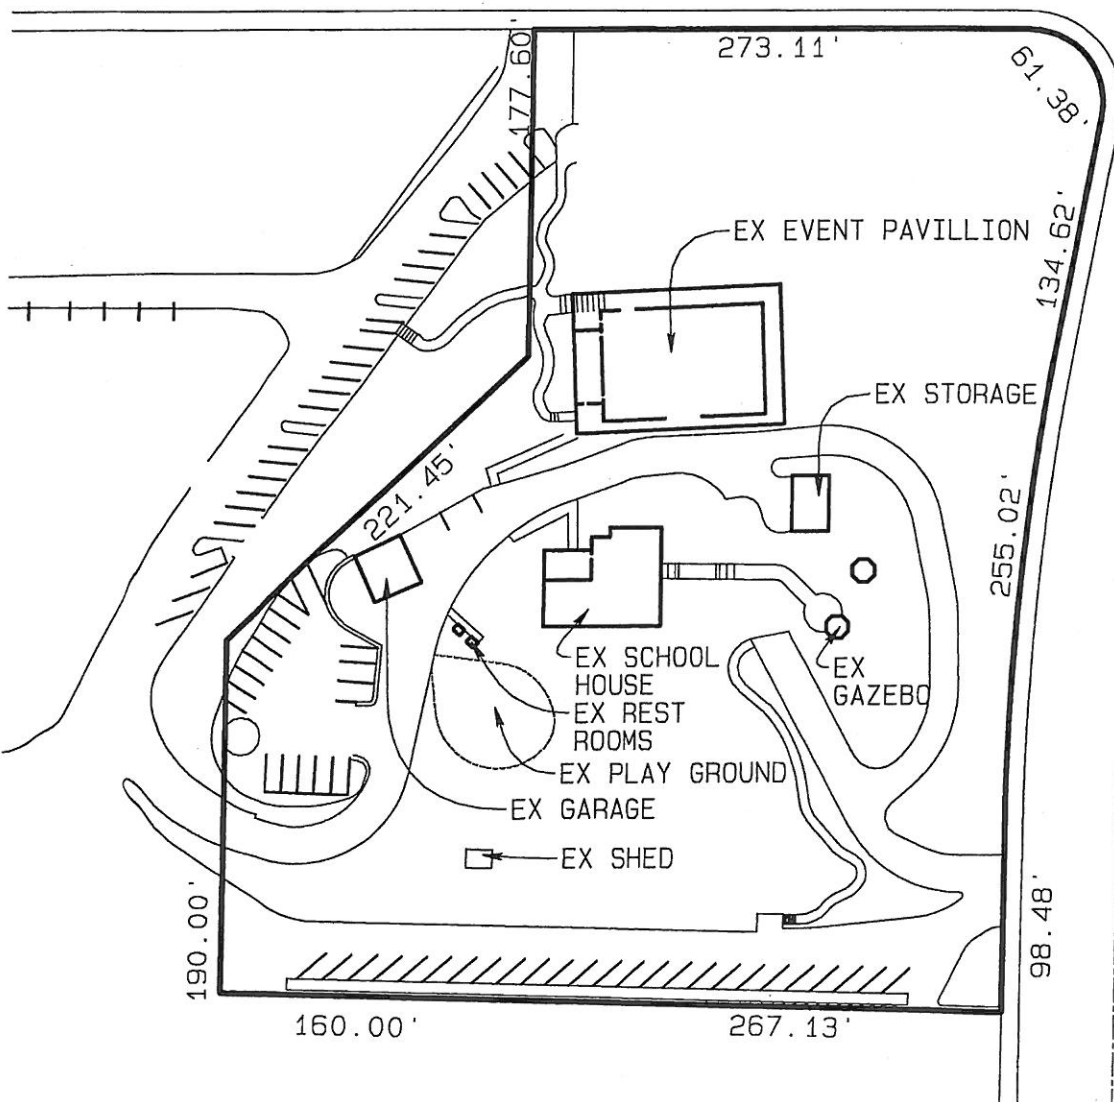 273.11'
61.38'
177.60'
134.62'
EX EVENT PAVILLION
EX STORAGE
221.45'
255.02'
EX SCHOOL
HOUSE
EX
GAZEBO
EX REST
ROOMS
EX PLAY GROUND
EX GARAGE
EX SHED
190.00'
98.48'
160.00'
267.13'